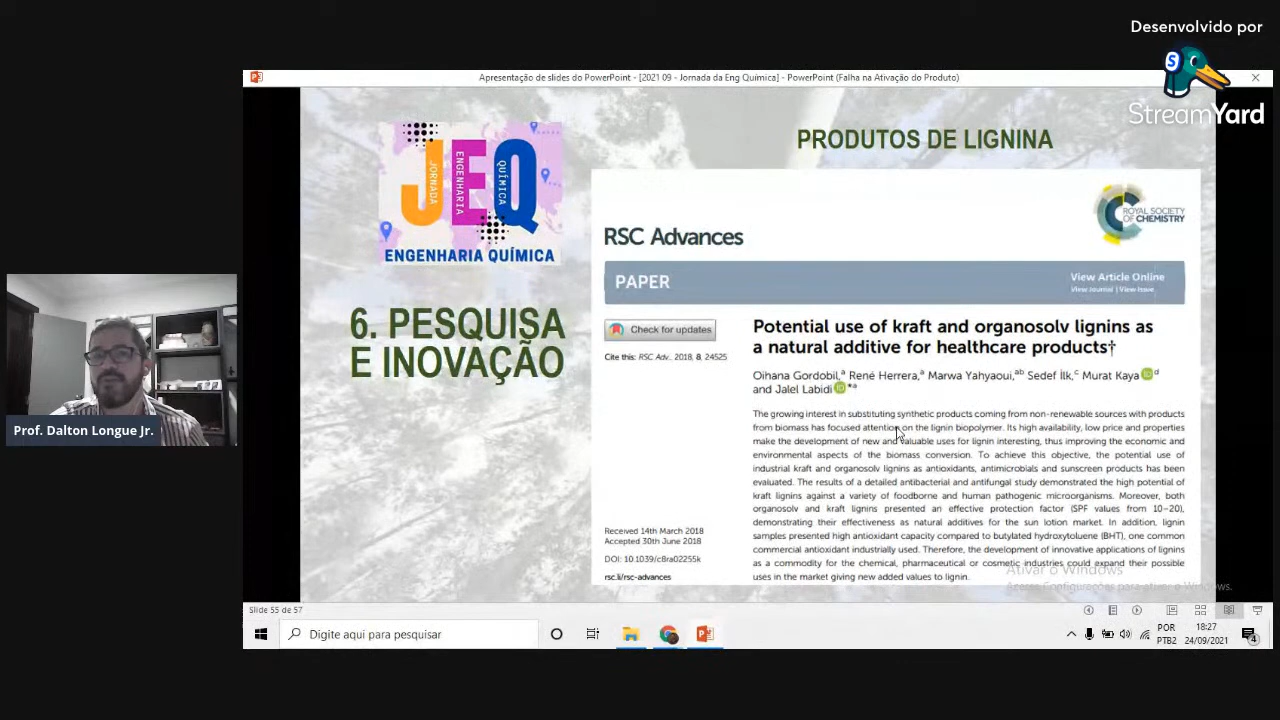 Desenvolvido por
S
StreamYard
Apresentação de slides do PowerPoint - [2021 09 - Jornada da Eng Química] - PowerPoint (Falha na Ativação do Produto)
JEQ
JORNADA
ENGENHARIA
QUÍMICA
ENGENHARIA QUÍMICA
6. PESQUISA
E INOVAÇÃO
PRODUTOS DE LIGNINA
ROYAL SOCIETY
OF CHEMISTRY
RSC Advances
PAPER
View Article Online
View Journal | View Issue
Check for updates
Cite this: RSC Adv., 2018, 8, 24525
Potential use of kraft and organosolv lignins as
a natural additive for healthcare products†
Oihana Gordobil,a René Herrera,a Marwa Yahyaoui,ab Sedef İlk,c Murat Kaya iD d
and Jalel Labidi iD *a
The growing interest in substituting synthetic products coming from non-renewable sources with products
from biomass has focused attention on the lignin biopolymer. Its high availability, low price and properties
make the development of new and valuable uses for lignin interesting, thus improving the economic and
environmental aspects of the biomass conversion. To achieve this objective, the potential use of
industrial kraft and organosolv lignins as antioxidants, antimicrobials and sunscreen products has been
evaluated. The results of a detailed antibacterial and antifungal study demonstrated the high potential of
kraft lignins against a variety of foodborne and human pathogenic microorganisms. Moreover, both
organosolv and kraft lignins presented an effective protection factor (SPF values from 10–20),
demonstrating their effectiveness as natural additives for the sun lotion market. In addition, lignin
samples presented high antioxidant capacity compared to butylated hydroxytoluene (BHT), one common
commercial antioxidant industrially used. Therefore, the development of innovative applications of lignins
as a commodity for the chemical, pharmaceutical or cosmetic industries could expand their possible
uses in the market giving new added values to lignin.
Received 14th March 2018
Accepted 30th June 2018
DOI: 10.1039/c8ra02255k
rsc.li/rsc-advances
Ativar o Windows
Acesse Configurações para ativar o Windows.
Prof. Dalton Longue Jr.
Slide 55 de 57
Digite aqui para pesquisar
POR
PTB2
18:27
24/09/2021
4